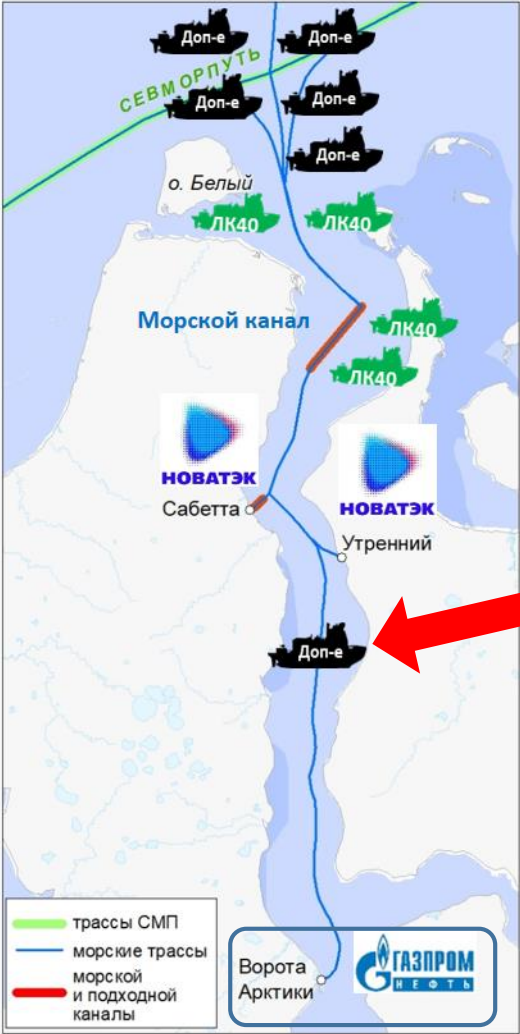 Доп-е
Доп-е
СЕВМОРПУТЬ
Доп-е
Доп-е
Доп-е
о. Белый
ЛК40
ЛК40
Морской канал
ЛК40
ЛК40
НОВАТЭК
НОВАТЭК
Сабетта
Утренний
Доп-е
трассы СМП
морские трассы
морской
и подходной
каналы
Ворота
Арктики
ГАЗПРОМ
НЕФТЬ